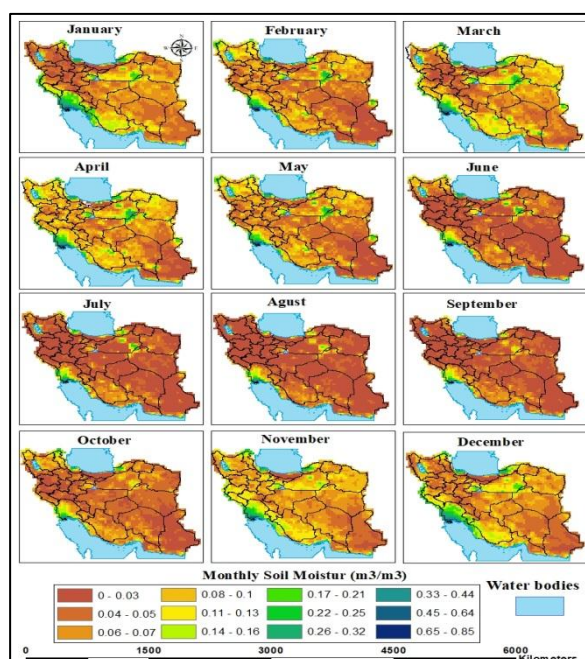 January
February
March
N
W E
S
April
May
June
July
Agust
September
October
November
December
Monthly Soil Moistur (m3/m3)
0 - 0.03
0.08 - 0.1
0.17 - 0.21
0.33 - 0.44
Water bodies
0.04 - 0.05
0.11 - 0.13
0.22 - 0.25
0.45 - 0.64
0.06 - 0.07
0.14 - 0.16
0.26 - 0.32
0.65 - 0.85
0 1500 3000 4500 6000
Kilometers